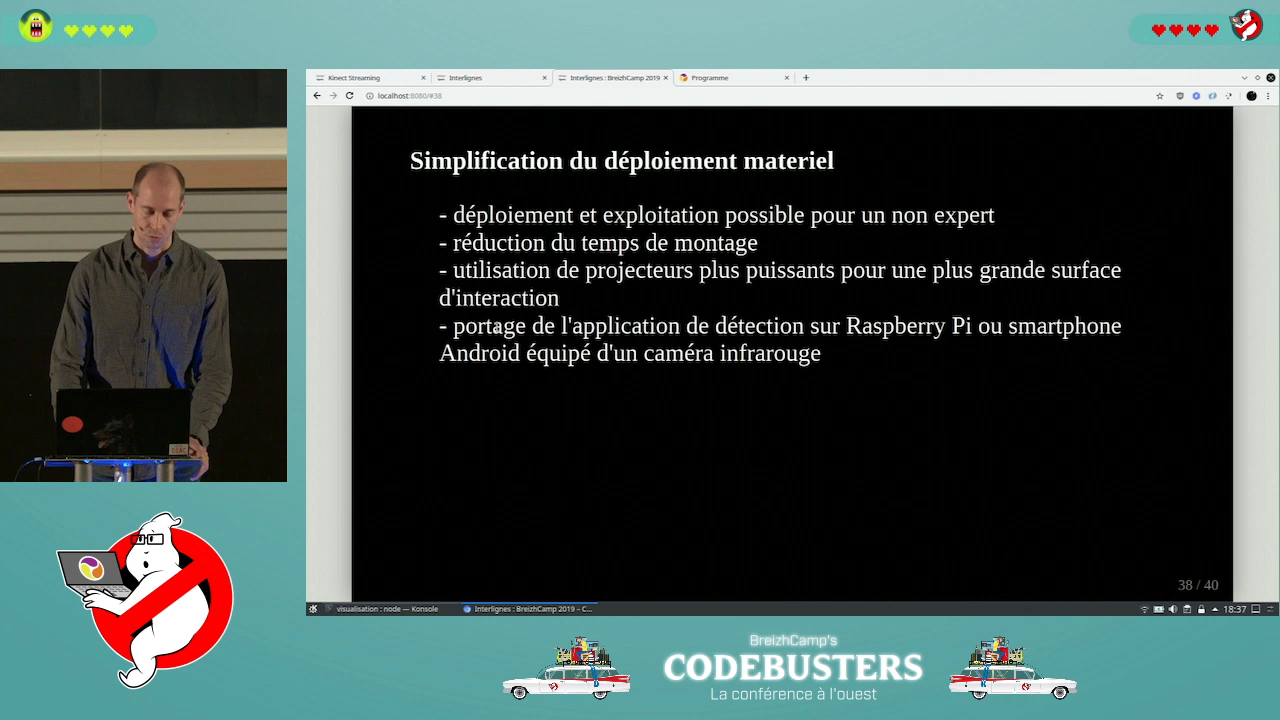 Kinect Streaming
Interlignes
Interlignes : BreizhCamp 2019
Programme
localhost:8080/#38
Simplification du déploiement materiel
- déploiement et exploitation possible pour un non expert
- réduction du temps de montage
- utilisation de projecteurs plus puissants pour une plus grande surface
d'interaction
- portage de l'application de détection sur Raspberry Pi ou smartphone
Android équipé d'un caméra infrarouge
38 / 40
visualisation : node — Konsole
Interlignes : BreizhCamp 2019 – C...
18:37
BreizhCamp's
CODEBUSTERS
La conférence à l'ouest